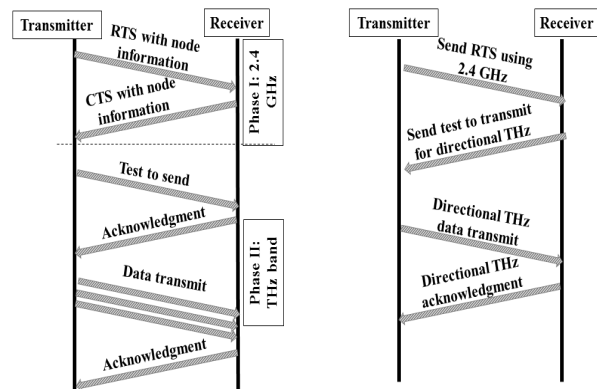 Transmitter
Receiver
RTS with node
information
CTS with node
information
Phase I: 2.4
GHz
Test to send
Acknowledgment
Phase II:
THz band
Data transmit
Acknowledgment
Transmitter
Receiver
Send RTS using
2.4 GHz
Send test to transmit
for directional THz
Directional THz
data transmit
Directional THz
acknowledgment